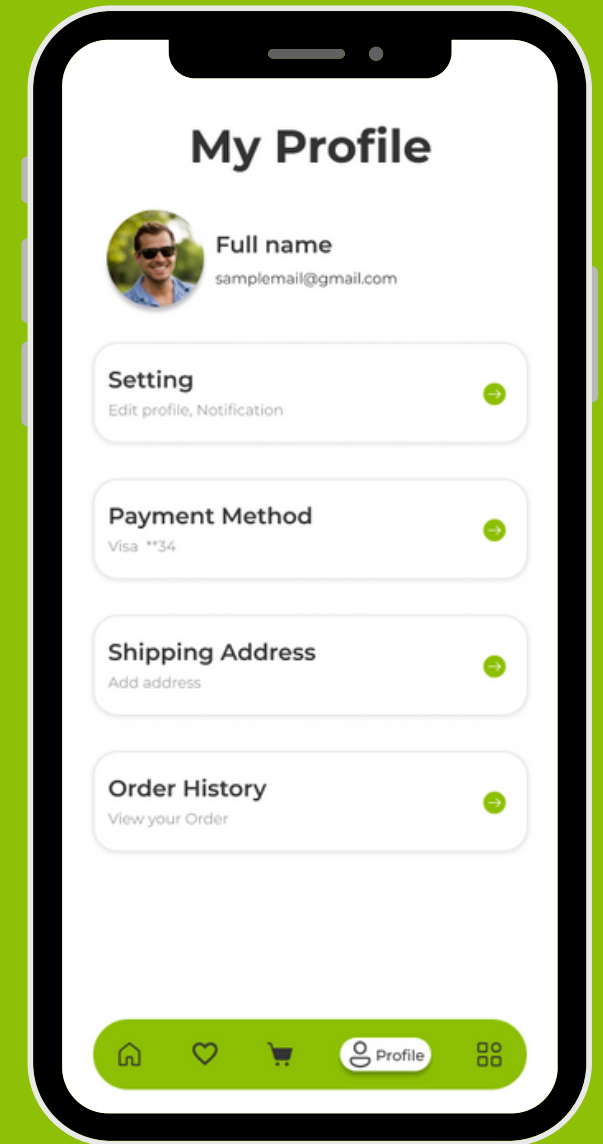 My Profile
Full name
samplemail@gmail.com
Setting
Edit profile, Notification
Payment Method
Visa **34
Shipping Address
Add address
Order History
View your Order
Profile